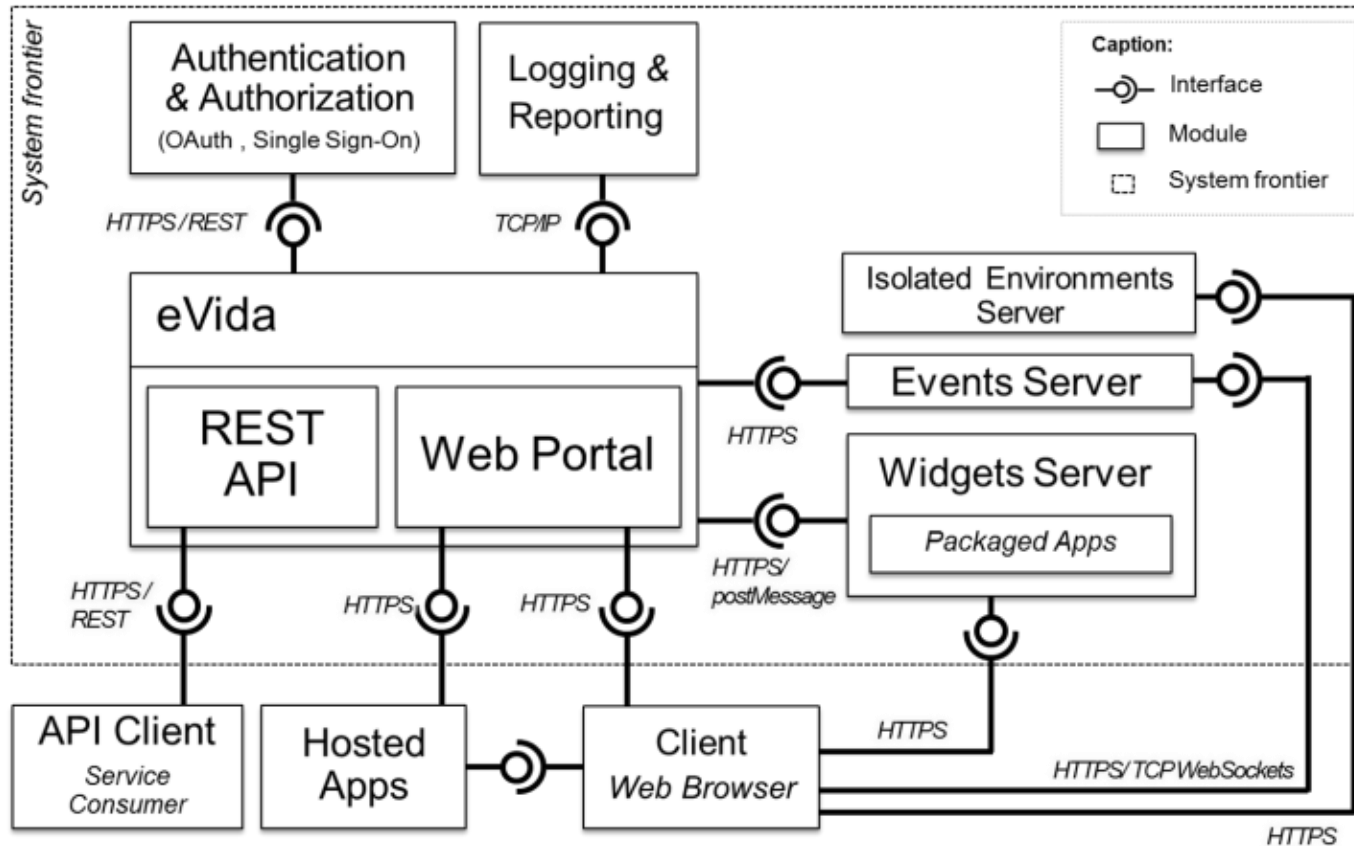 System frontier
Authentication
& Authorization
(OAuth , Single Sign-On)
Logging &
Reporting
Caption:
Interface
Module
System frontier
HTTPS / REST
TCP/IP
eVida
Isolated Environments
Server
Events Server
HTTPS
REST
API
Web Portal
Widgets Server
Packaged Apps
HTTPS/
postMessage
HTTPS /
REST
HTTPS
HTTPS
API Client
Service
Consumer
Hosted
Apps
Client
Web Browser
HTTPS
HTTPS/ TCP WebSockets
HTTPS